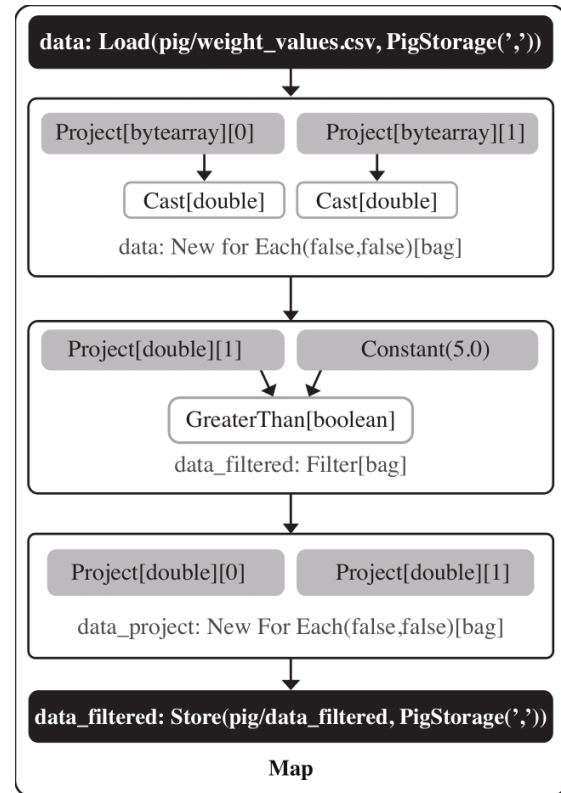 data: Load(pig/weight_values.csv, PigStorage(’,’))
Project[bytearray][0] Project[bytearray][1]
Cast[double] Cast[double]
data: New for Each(false,false)[bag]
Project[double][1] Constant(5.0)
GreaterThan[boolean]
data_filtered: Filter[bag]
Project[double][0] Project[double][1]
data_project: New For Each(false,false)[bag]
data_filtered: Store(pig/data_filtered, PigStorage(’,’))
Map